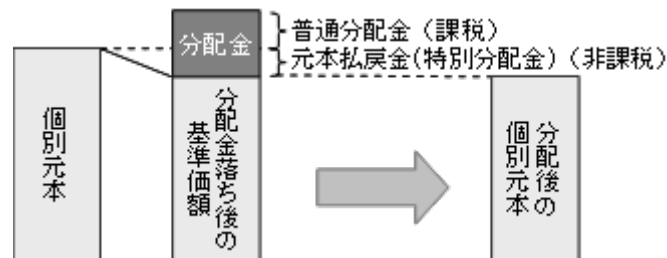 分配金
普通分配金（課税）
元本払戻金(特別分配金)（非課税）
個別元本
分配金落ち後の
基準価額
分配後の
個別元本